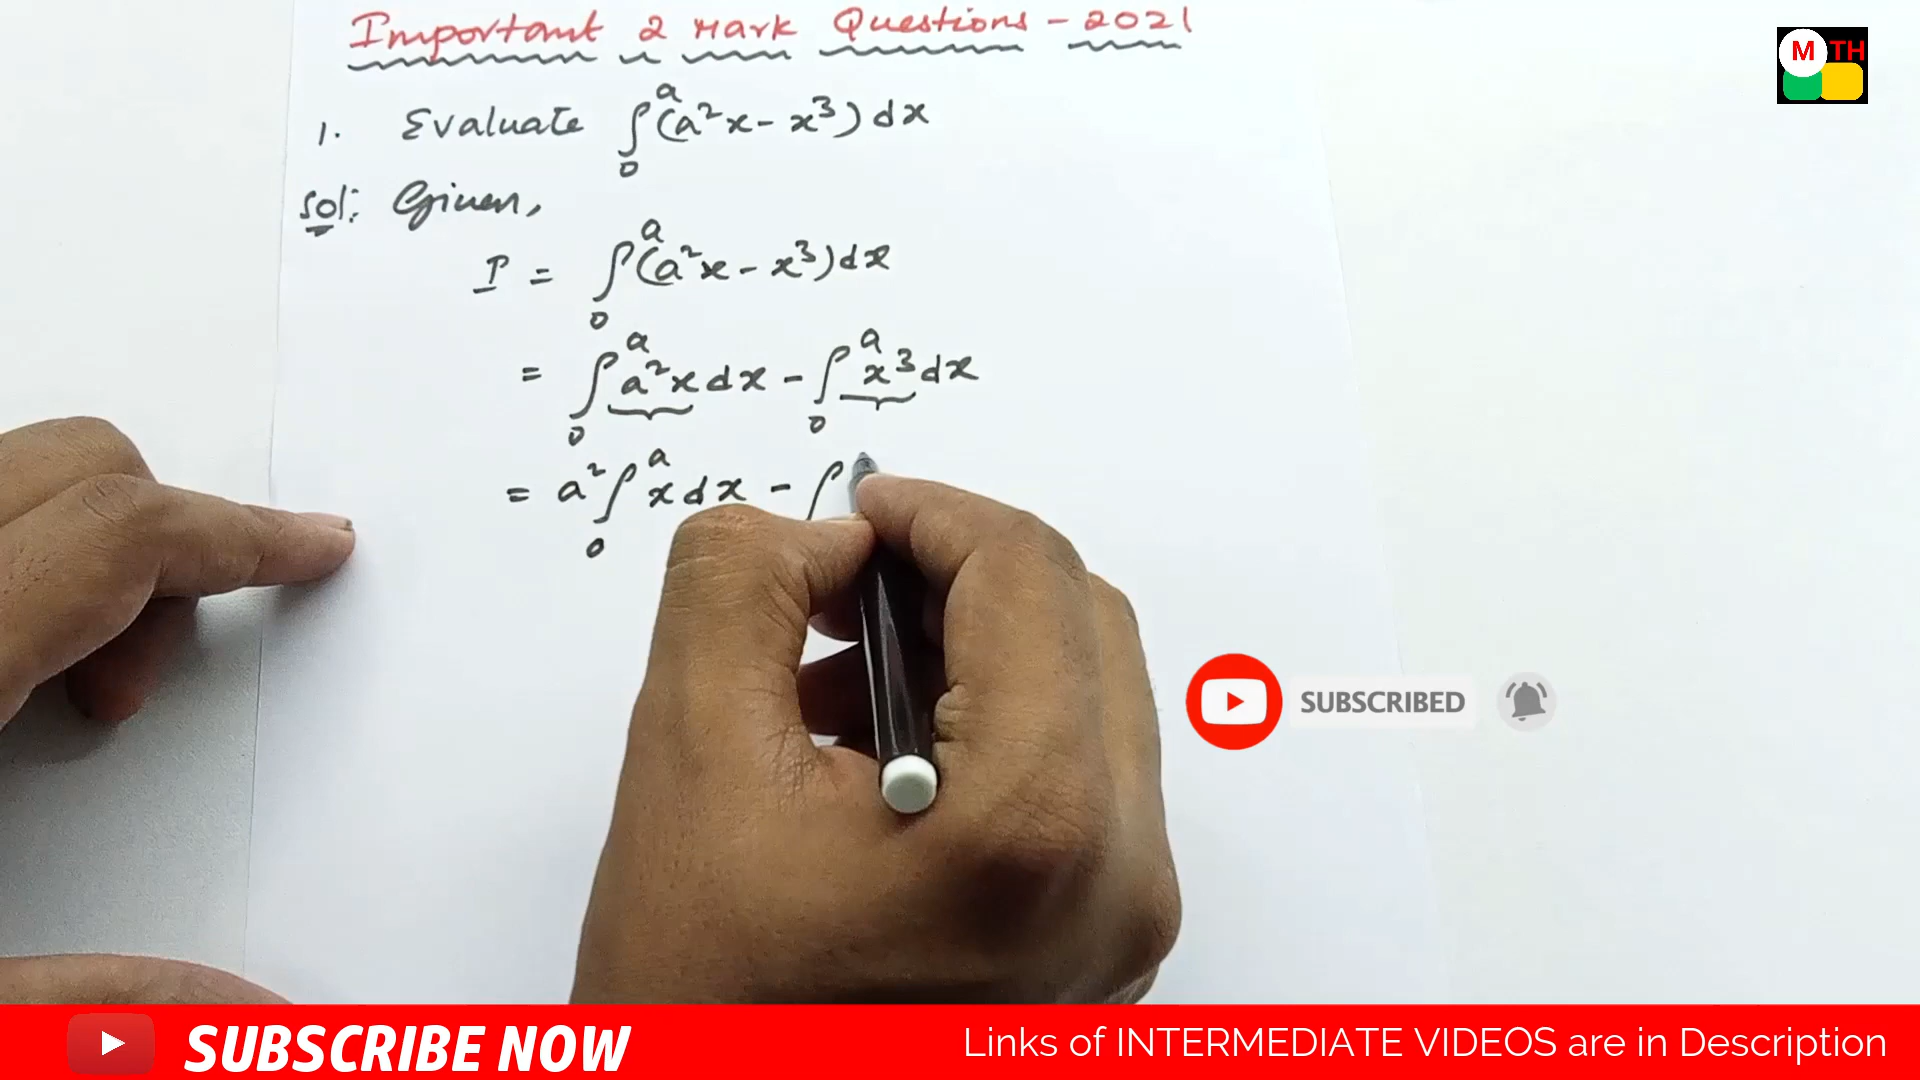 Important 2 Mark Questions - 2021
M TH
1. Evaluate ∫₀ᵃ (a²x - x³) dx
Sol: Given,
I = ∫₀ᵃ (a²x - x³) dx
= ∫₀ᵃ a²x dx - ∫₀ᵃ x³ dx
= a² ∫₀ᵃ x dx - ∫
SUBSCRIBED
SUBSCRIBE NOW
Links of INTERMEDIATE VIDEOS are in Description